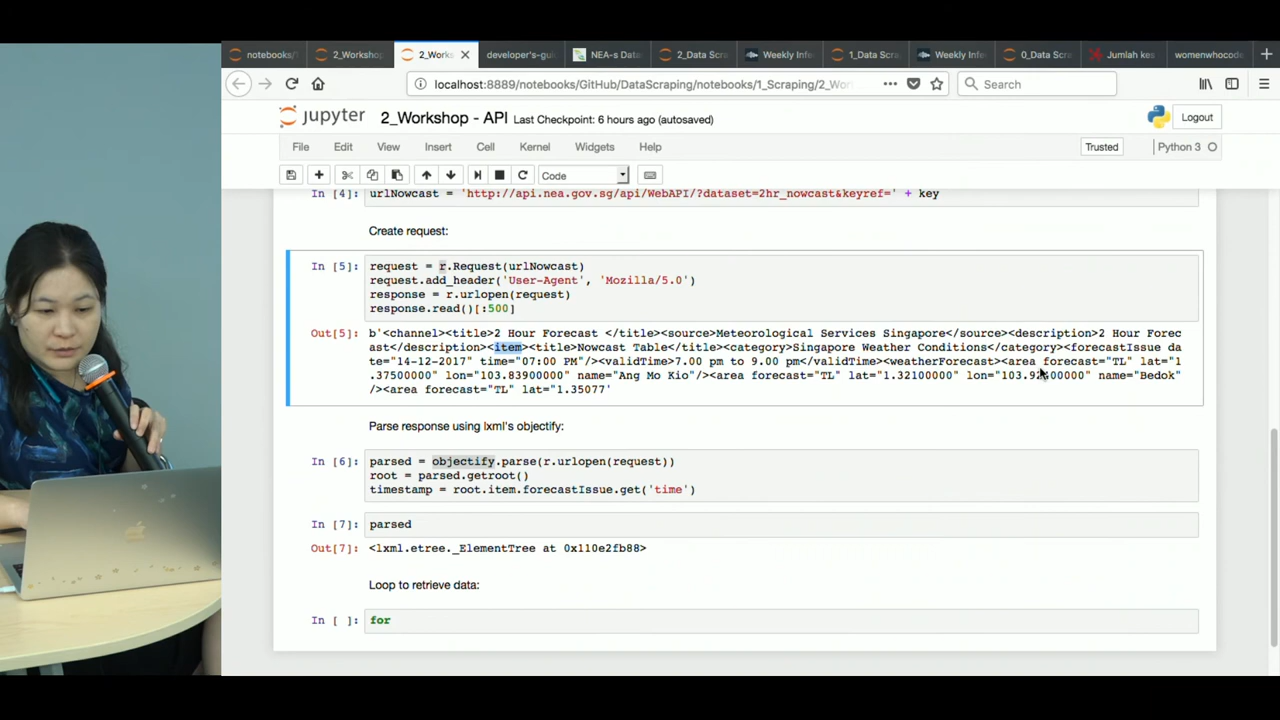 notebooks/
2_Workshop
2_Works
developer's-gu
NEA-s Data
2_Data Scra
Weekly Infe
1_Data Scra
Weekly Infe
0_Data Scra
Jumlah kes
womenwhocode
localhost:8889/notebooks/GitHub/DataScraping/notebooks/1_Scraping/2_Wor
Search
jupyter 2_Workshop - API Last Checkpoint: 6 hours ago (autosaved)
Logout
File Edit View Insert Cell Kernel Widgets Help
Trusted
Python 3
Code
In [4]: urlNowcast = 'http://api.nea.gov.sg/api/WebAPI/?dataset=2hr_nowcast&keyref=' + key
Create request:
In [5]: request = r.Request(urlNowcast)
request.add_header('User-Agent', 'Mozilla/5.0')
response = r.urlopen(request)
response.read()[:500]
Out[5]: b'<channel><title>2 Hour Forecast </title><source>Meteorological Services Singapore</source><description>2 Hour Forec
ast</description><item><title>Nowcast Table</title><category>Singapore Weather Conditions</category><forecastIssue da
te="14-12-2017" time="07:00 PM"/><validTime>7.00 pm to 9.00 pm</validTime><weatherForecast><area forecast="TL" lat="1
.37500000" lon="103.83900000" name="Ang Mo Kio"/><area forecast="TL" lat="1.32100000" name="Bedok"
/><area forecast="TL" lat="1.35077'
Parse response using lxml's objectify:
In [6]: parsed = objectify.parse(r.urlopen(request))
root = parsed.getroot()
timestamp = root.item.forecastIssue.get('time')
In [7]: parsed
Out[7]: <lxml.etree._ElementTree at 0x110e2fb88>
Loop to retrieve data:
In [ ]: for